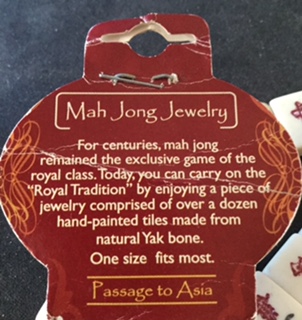 Mah Jong Jewelry
For centuries, mah jong
remained the exclusive game of the
royal class. Today, you can carry on the
"Royal Tradition" by enjoying a piece of
jewelry comprised of over a dozen
hand-painted tiles made from
natural Yak bone.
One size fits most.
Passage to Asia